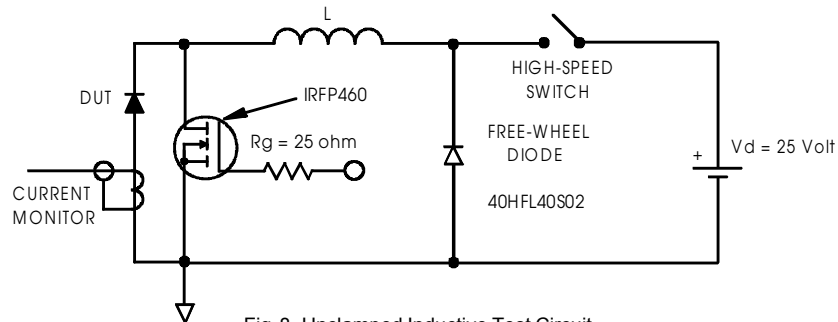 L
HIGH-SPEED
SWITCH
DUT
IRFP460
Rg = 25 ohm
FREE-WHEEL
DIODE
Vd = 25 Volt
+
CURRENT
MONITOR
40HFL40S02